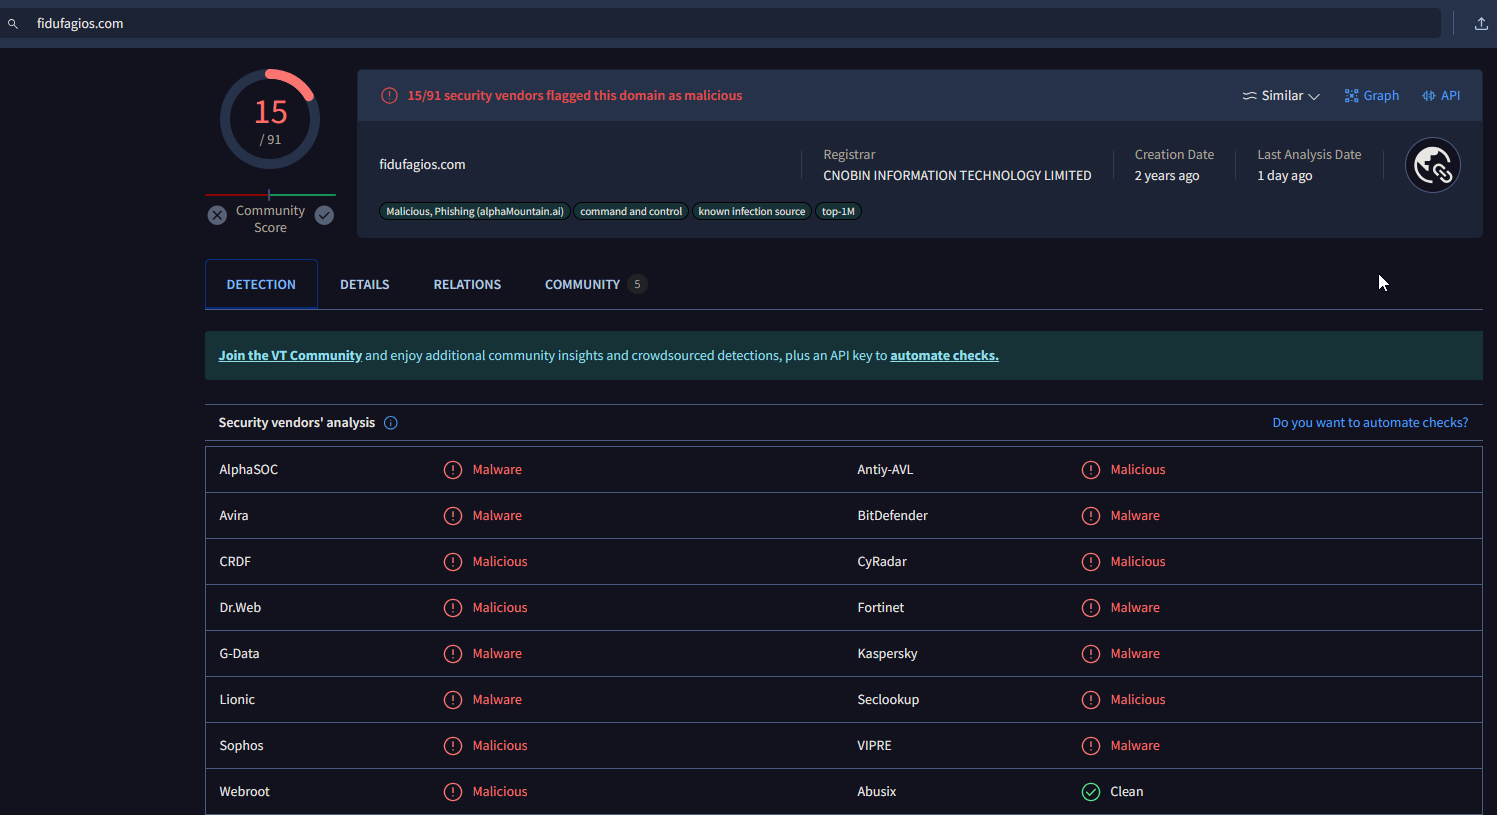 fidufagios.com
15
/ 91
Community
Score
15/91 security vendors flagged this domain as malicious
Similar
Graph
API
fidufagios.com
Registrar
CNOBIN INFORMATION TECHNOLOGY LIMITED
Creation Date
2 years ago
Last Analysis Date
1 day ago
Malicious, Phishing (alphaMountain.ai) command and control known infection source top-1M
DETECTION DETAILS RELATIONS COMMUNITY 5
Join the VT Community and enjoy additional community insights and crowdsourced detections, plus an API key to automate checks.
Security vendors' analysis Do you want to automate checks?
AlphaSOC Malware Antiy-AVL Malicious
Avira Malware BitDefender Malware
CRDF Malicious CyRadar Malicious
Dr.Web Malicious Fortinet Malware
G-Data Malware Kaspersky Malware
Lionic Malware Seclookup Malicious
Sophos Malicious VIPRE Malware
Webroot Malicious Abusix Clean